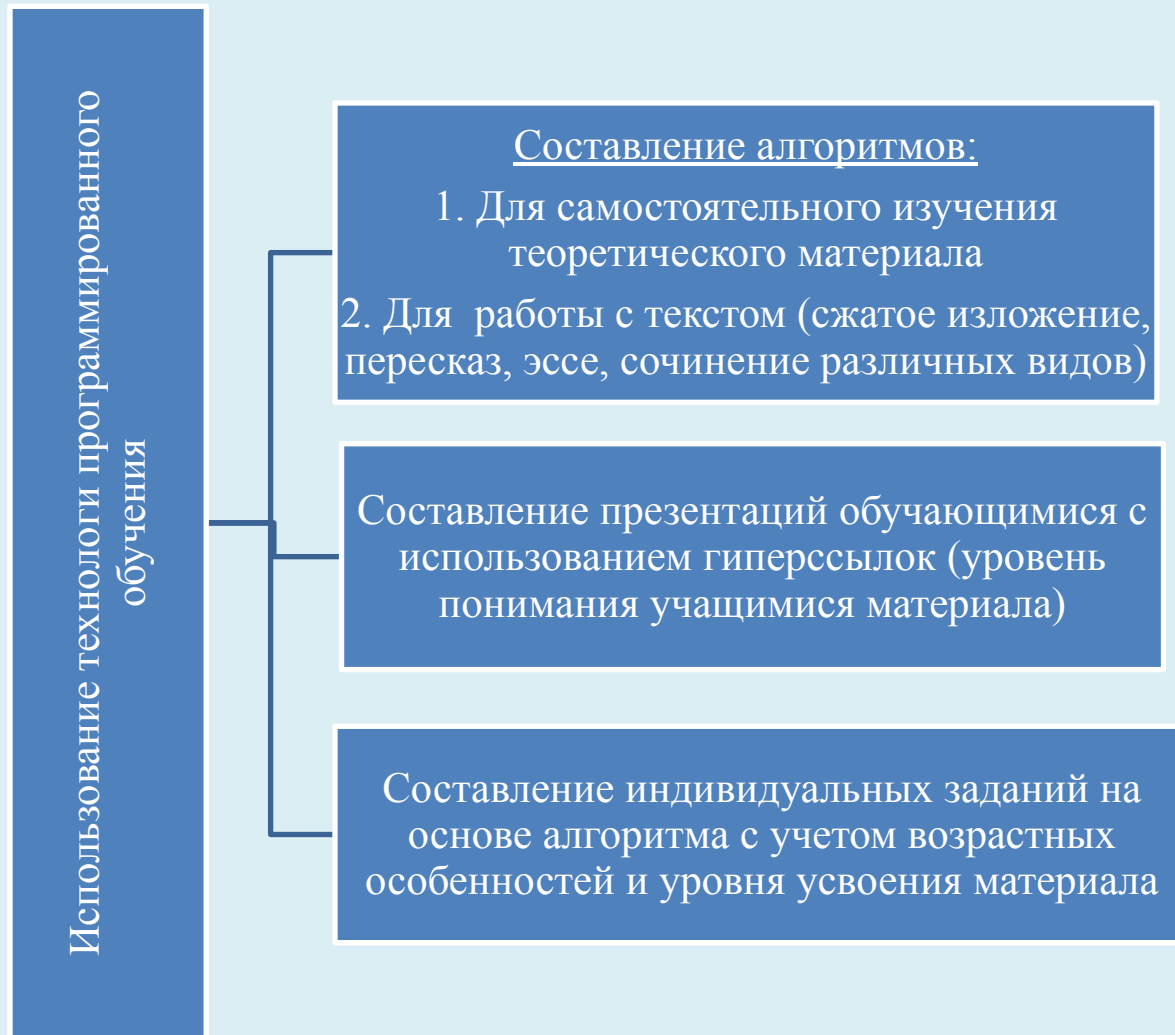 Использование технологи программированного
обучения
Составление алгоритмов:
1. Для самостоятельного изучения
теоретического материала
2. Для работы с текстом (сжатое изложение,
пересказ, эссе, сочинение различных видов)
Составление презентаций обучающимися с
использованием гиперссылок (уровень
понимания учащимися материала)
Составление индивидуальных заданий на
основе алгоритма с учетом возрастных
особенностей и уровня усвоения материала